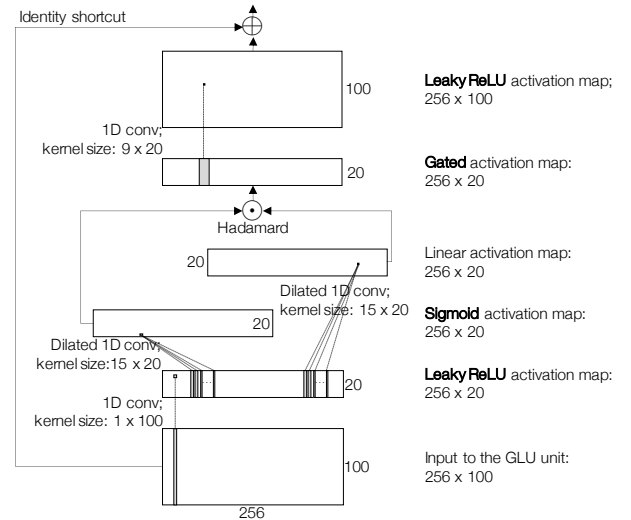 Identity shortcut
100
Leaky ReLU activation map;
256 x 100
1D conv;
kernel size: 9 x 20
20
Gated activation map:
256 x 20
Hadamard
20
Linear activation map:
256 x 20
Dilated 1D conv;
kernel size: 15 x 20
20
Sigmoid activation map:
256 x 20
Dilated 1D conv;
kernel size:15 x 20
20
Leaky ReLU activation map:
256 x 20
1D conv;
kernel size: 1 x 100
100
Input to the GLU unit:
256 x 100
256